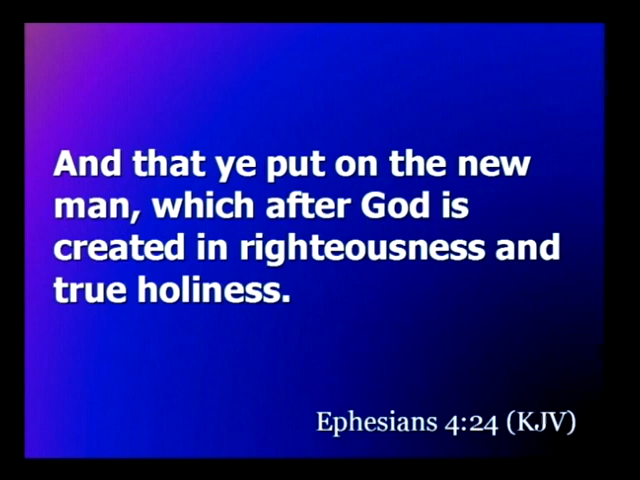 And that ye put on the new
man, which after God is
created in righteousness and
true holiness.
Ephesians 4:24 (KJV)